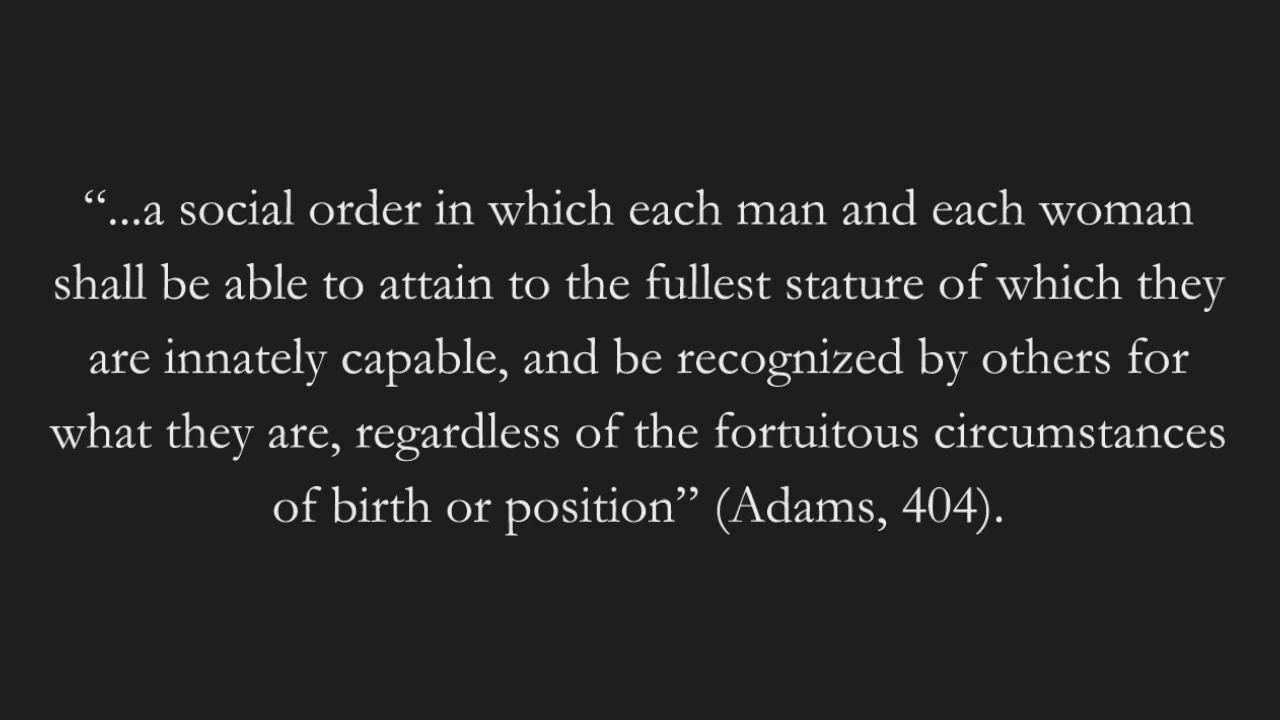 “...a social order in which each man and each woman
shall be able to attain to the fullest stature of which they
are innately capable, and be recognized by others for
what they are, regardless of the fortuitous circumstances
of birth or position” (Adams, 404).